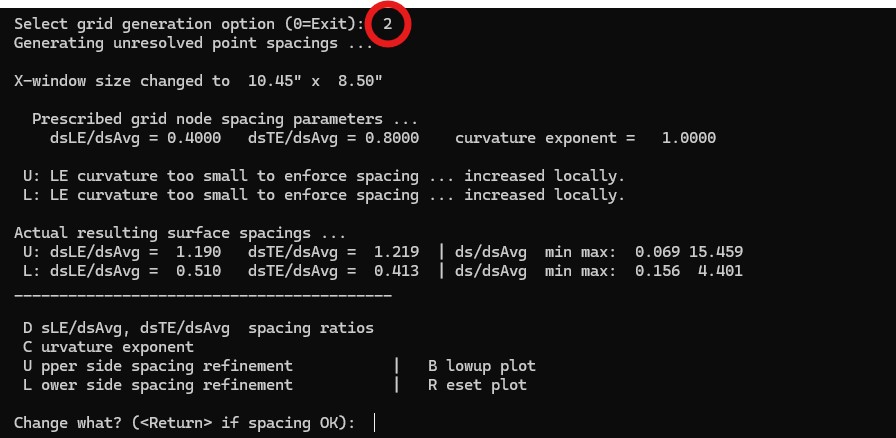 Select grid generation option (0=Exit):  2
Generating unresolved point spacings ...
X-window size changed to  10.45" x  8.50"
Prescribed grid node spacing parameters ...
dsLE/dsAvg = 0.4000   dsTE/dsAvg = 0.8000    curvature exponent =   1.0000
U: LE curvature too small to enforce spacing ... increased locally.
L: LE curvature too small to enforce spacing ... increased locally.
Actual resulting surface spacings ...
U: dsLE/dsAvg =  1.190   dsTE/dsAvg =  1.219  | ds/dsAvg  min max:  0.069 15.459
L: dsLE/dsAvg =  0.510   dsTE/dsAvg =  0.413  | ds/dsAvg  min max:  0.156  4.401
__________________________________________
D sLE/dsAvg, dsTE/dsAvg  spacing ratios
C urvature exponent
U pper side spacing refinement           |   B lowup plot
L ower side spacing refinement           |   R eset plot
Change what? (<Return> if spacing OK):